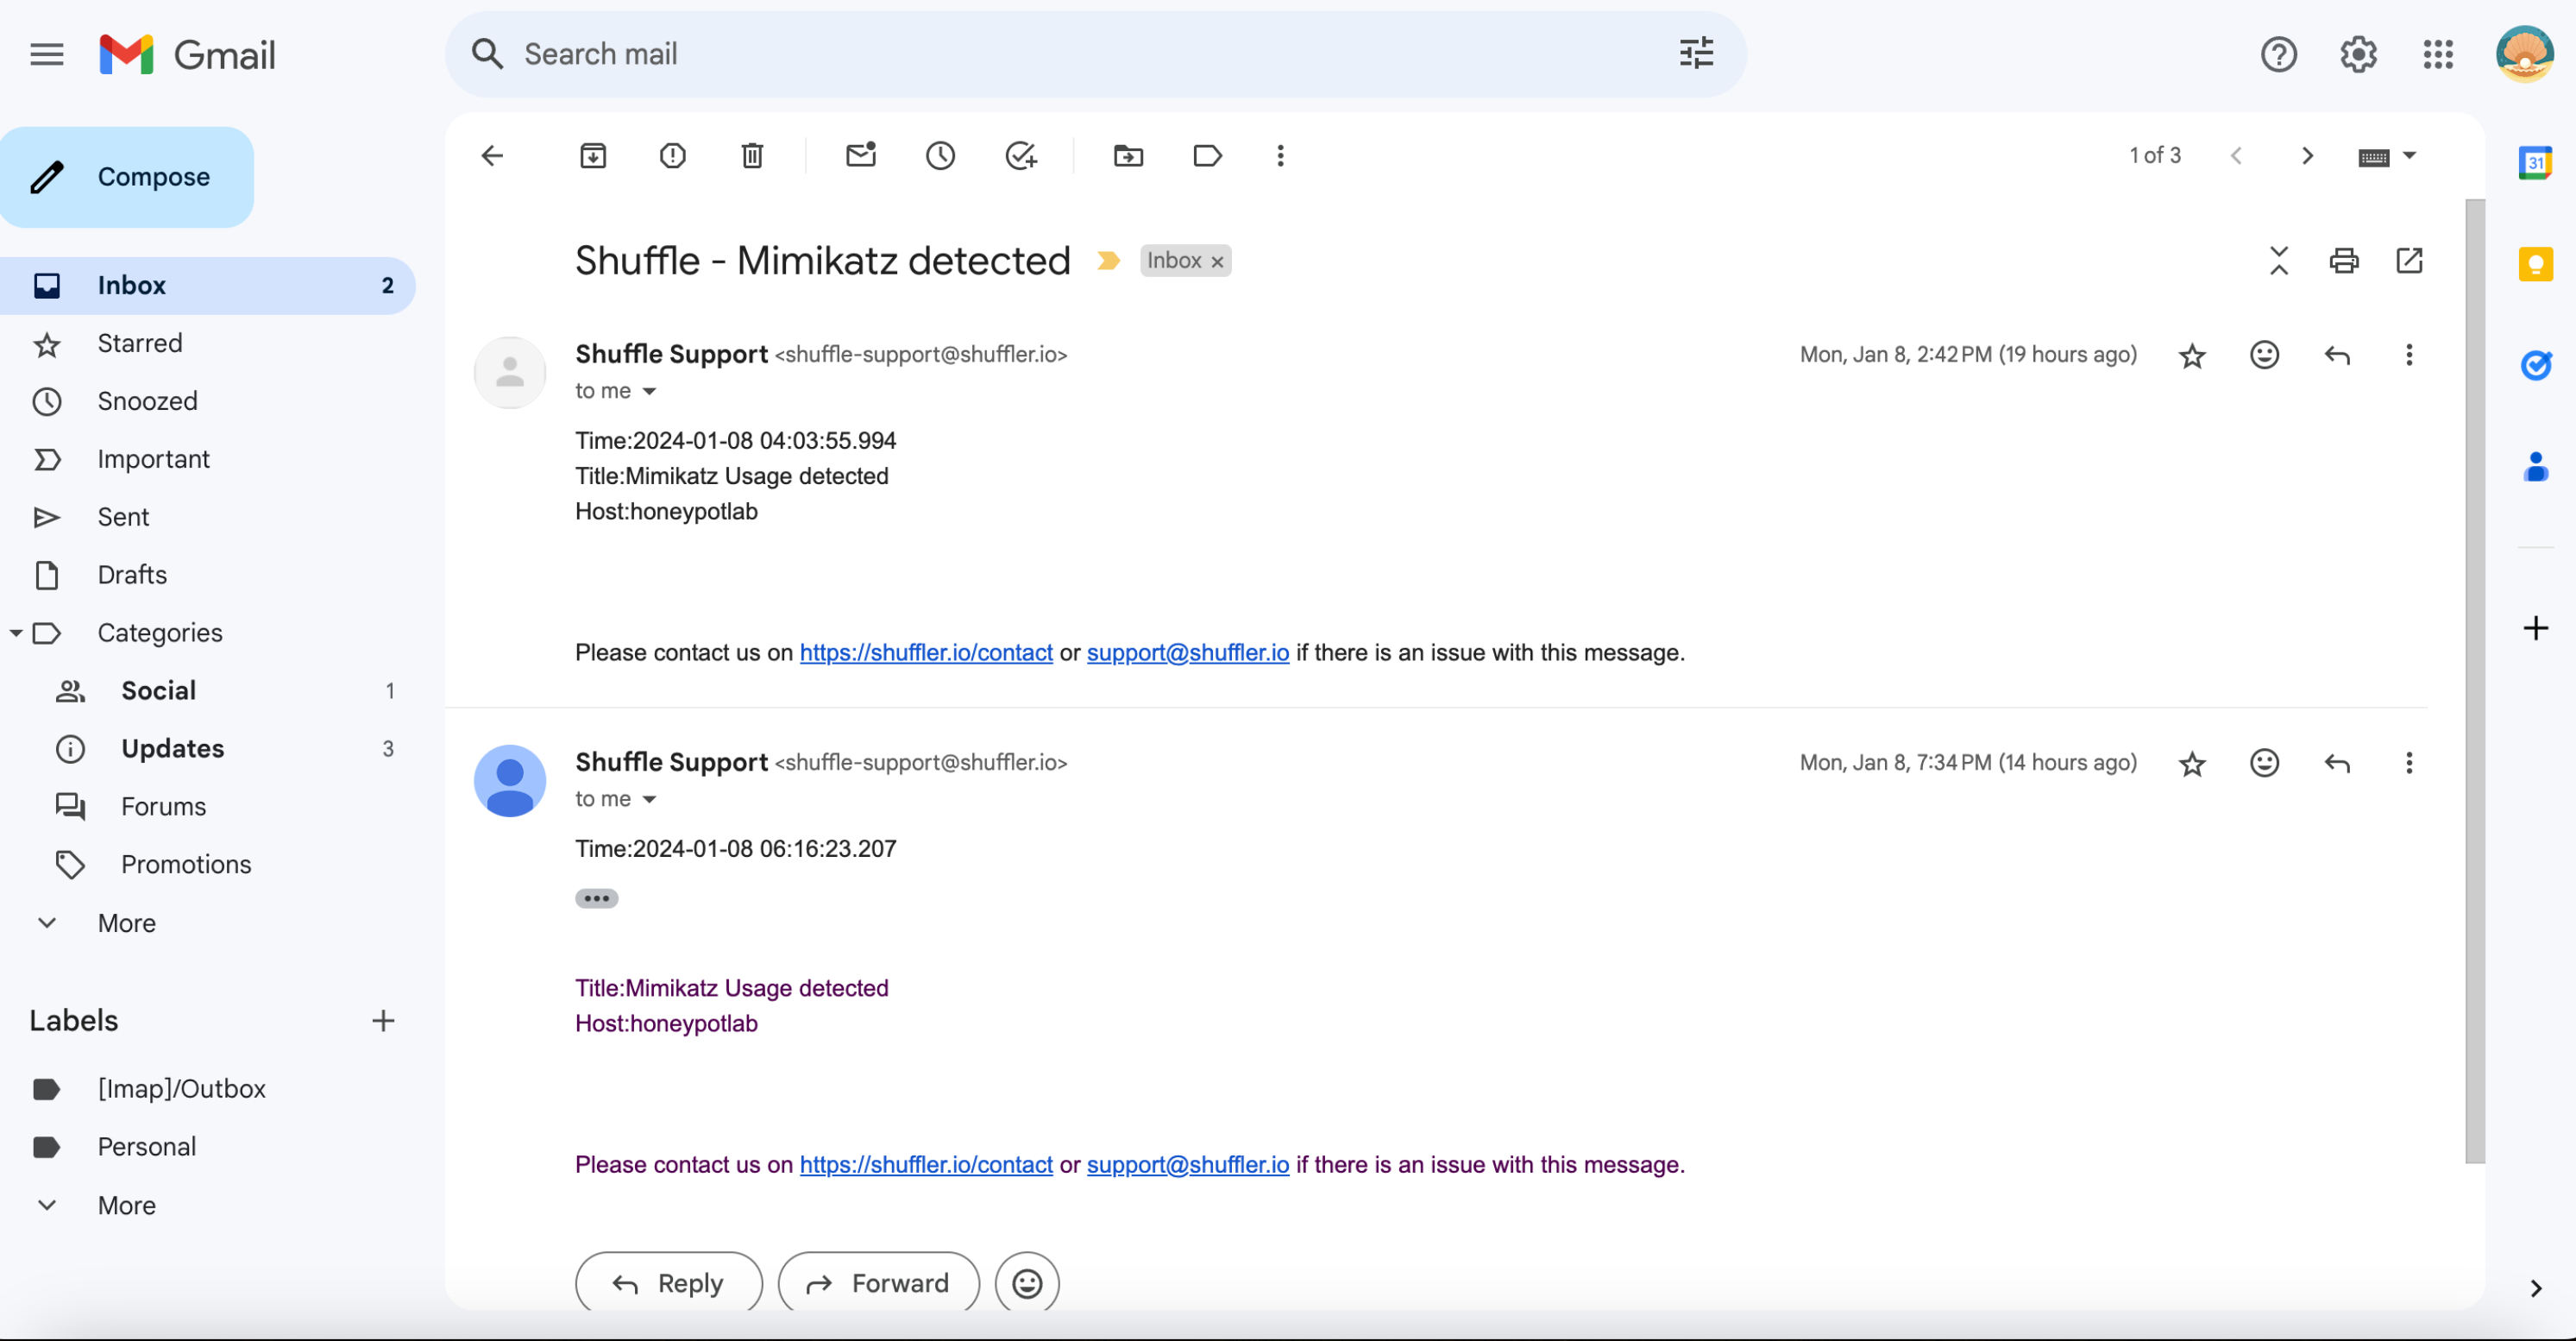 Gmail
Search mail
Compose
Inbox 2
Starred
Snoozed
Important
Sent
Drafts
Categories
Social 1
Updates 3
Forums
Promotions
More
Labels
[Imap]/Outbox
Personal
More
1 of 3
31
Shuffle - Mimikatz detected Inbox ×
Shuffle Support <shuffle-support@shuffler.io> Mon, Jan 8, 2:42 PM (19 hours ago)
to me
Time:2024-01-08 04:03:55.994
Title:Mimikatz Usage detected
Host:honeypotlab
Please contact us on https://shuffler.io/contact or support@shuffler.io if there is an issue with this message.
Shuffle Support <shuffle-support@shuffler.io> Mon, Jan 8, 7:34 PM (14 hours ago)
to me
Time:2024-01-08 06:16:23.207
Title:Mimikatz Usage detected
Host:honeypotlab
Please contact us on https://shuffler.io/contact or support@shuffler.io if there is an issue with this message.
Reply Forward